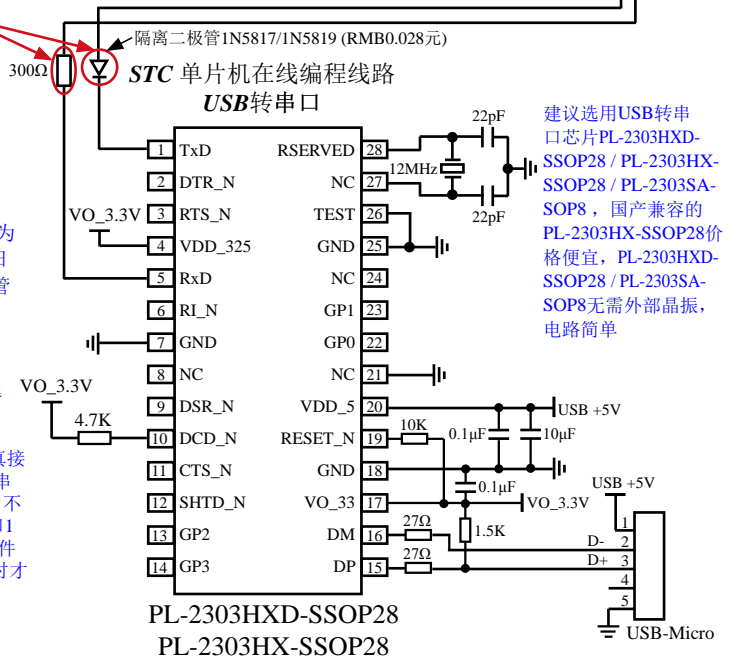 隔离二极管1N5817/1N5819 (RMB0.028元)
300Ω
STC 单片机在线编程线路
USB转串口
22pF
12MHz
22pF
建议选用USB转串
口芯片PL-2303HXD-
SSOP28 / PL-2303HX-
SSOP28 / PL-2303SA-
SOP8 ,国产兼容的
PL-2303HX-SSOP28价
格便宜,PL-2303HXD-
SSOP28 / PL-2303SA-
SOP8无需外部晶振,
电路简单
1 TxD RSERVED 28
2 DTR_N NC 27
VO_3.3V 3 RTS_N TEST 26
4 VDD_325 GND 25
5 RxD NC 24
6 RI_N GP1 23
7 GND GP0 22
8 NC NC 21
VO_3.3V
9 DSR_N VDD_5 20 USB +5V
4.7K
10 DCD_N RESET_N 19 10K 0.1µF 10µF
11 CTS_N GND 18
0.1µF
12 SHTD_N VO_33 17 VO_3.3V
13 GP2 DM 16 27Ω 1.5K
14 GP3 DP 15 27Ω
USB +5V
1
D- 2
D+ 3
4
5
USB-Micro
PL-2303HXD-SSOP28
PL-2303HX-SSOP28
为
管
接
串
不
1
件
才